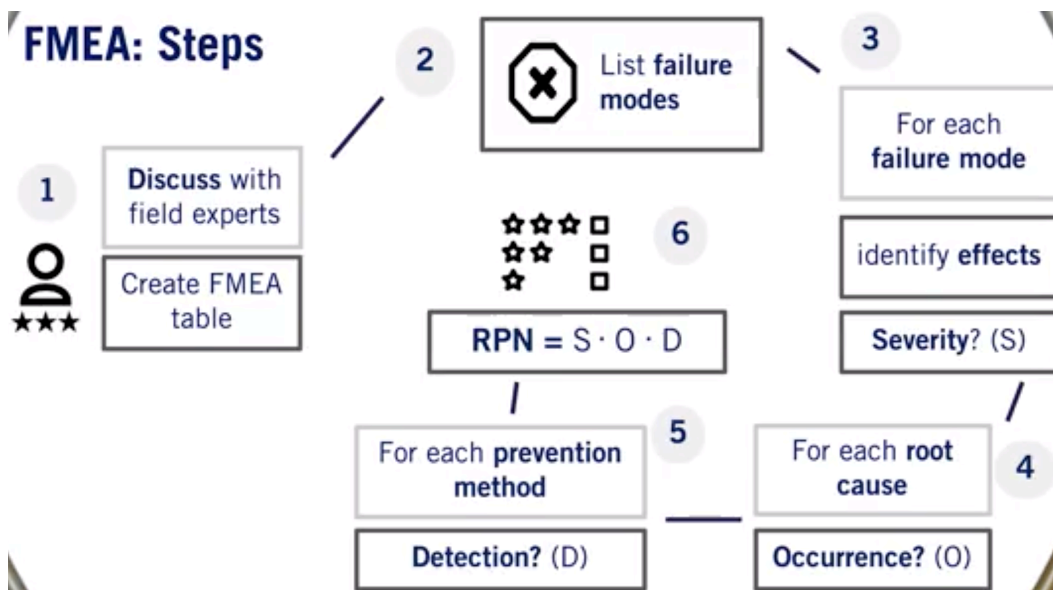 FMEA: Steps
1
Discuss with
field experts
Create FMEA
table
2
List failure
modes
3
For each
failure mode
identify effects
Severity? (S)
4
For each root
cause
Occurrence? (O)
5
For each prevention
method
Detection? (D)
6
RPN = S · O · D